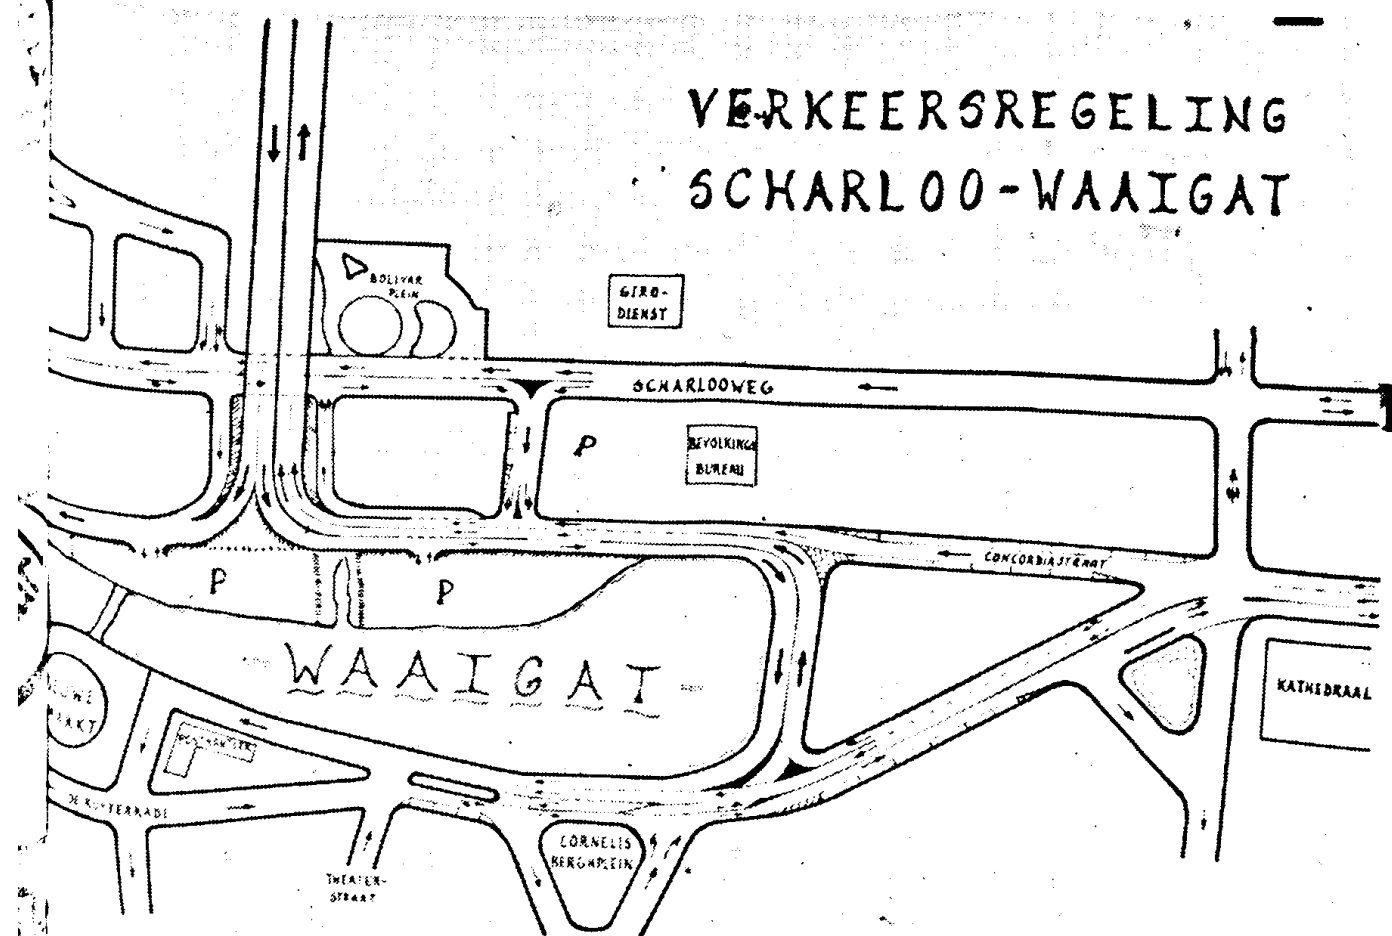 VERKEERSREGELING
SCHARLOO-WAAIGAT
BOLIVAR
PLEIN
GIRO-
DIENST
SCHARLOOWEG
P
BEVOLKINGS
BUREAU
CONCORDIASTRAAT
P
P
WAAIGAT
KATHEDRAAL
DE RUYTERKADE
CORNELIS
BERGHPLEIN
THEATER-
STRAAT